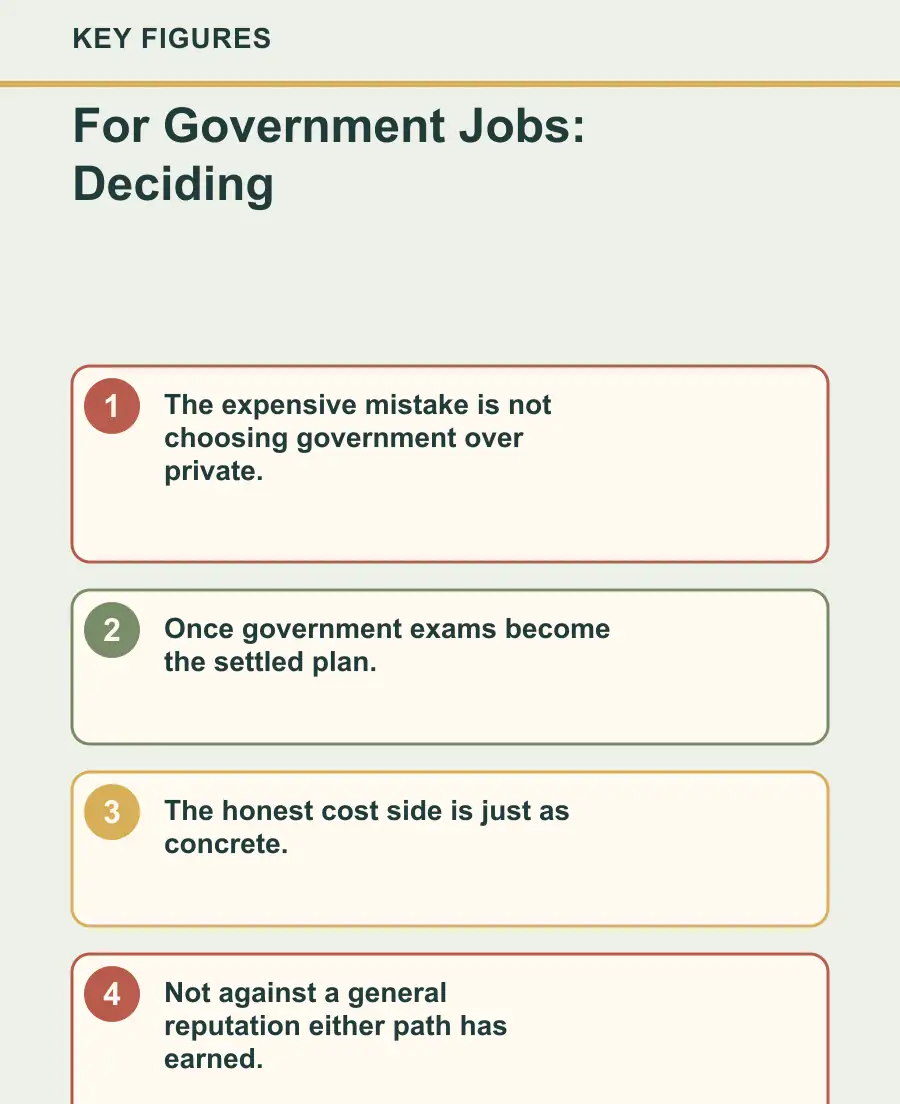 KEY FIGURES
For Government Jobs:
Deciding
1
The expensive mistake is not
choosing government over
private.
2
Once government exams become
the settled plan.
3
The honest cost side is just as
concrete.
4
Not against a general
reputation either path has
earned.